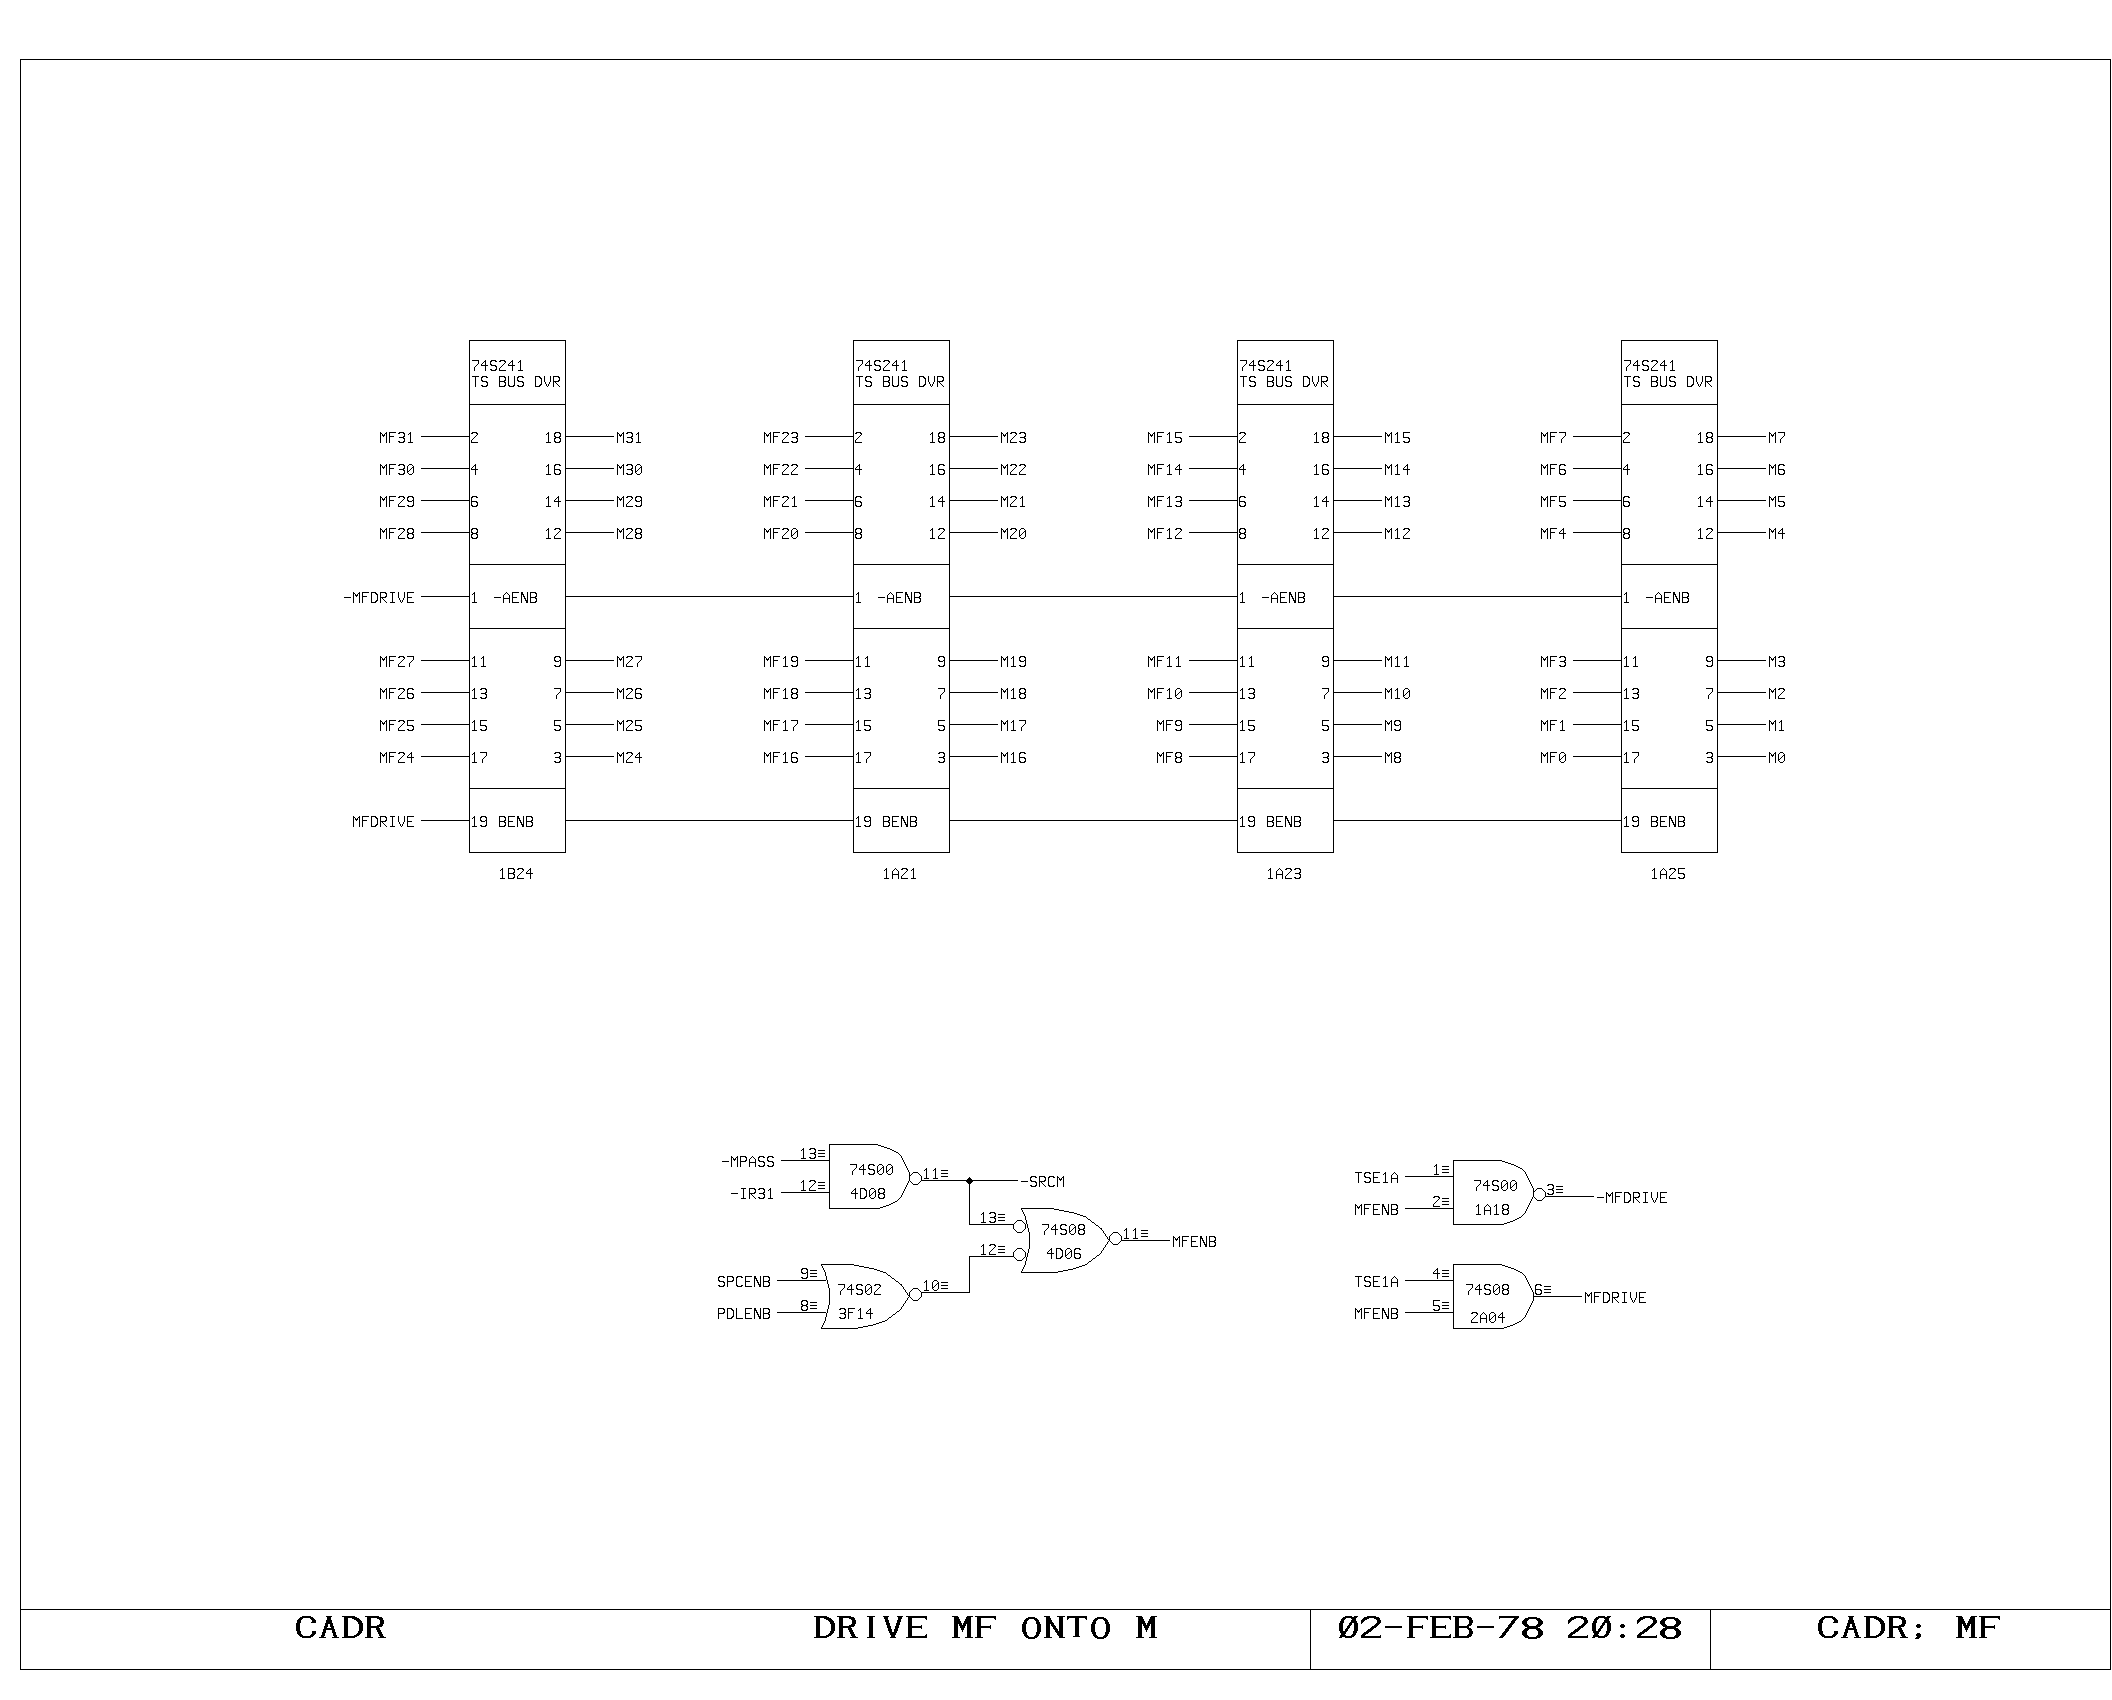 74S241 74S241 74S241 74S241
TS BUS DVR TS BUS DVR TS BUS DVR TS BUS DVR
MF31 2 18 M31 MF23 2 18 M23 MF15 2 18 M15 MF7 2 18 M7
MF30 4 16 M30 MF22 4 16 M22 MF14 4 16 M14 MF6 4 16 M6
MF29 6 14 M29 MF21 6 14 M21 MF13 6 14 M13 MF5 6 14 M5
MF28 8 12 M28 MF20 8 12 M20 MF12 8 12 M12 MF4 8 12 M4
-MFDRIVE 1 -AENB 1 -AENB 1 -AENB 1 -AENB
MF27 11 9 M27 MF19 11 9 M19 MF11 11 9 M11 MF3 11 9 M3
MF26 13 7 M26 MF18 13 7 M18 MF10 13 7 M10 MF2 13 7 M2
MF25 15 5 M25 MF17 15 5 M17 MF9 15 5 M9 MF1 15 5 M1
MF24 17 3 M24 MF16 17 3 M16 MF8 17 3 M8 MF0 17 3 M0
MFDRIVE 19 BENB 19 BENB 19 BENB 19 BENB
1B24 1A21 1A23 1A25
-MPASS 13≡ 74S00 11≡ -SRCM
-IR31 12≡ 4D08
13≡ 74S08 11≡ MFENB
12≡ 4D06
SPCENB 9≡ 74S02 10≡
PDLENB 8≡ 3F14
TSE1A 1≡ 74S00 3≡ -MFDRIVE
MFENB 2≡ 1A18
TSE1A 4≡ 74S08 6≡ MFDRIVE
MFENB 5≡ 2A04
CADR DRIVE MF ONTO M 02-FEB-78 20:28 CADR; MF